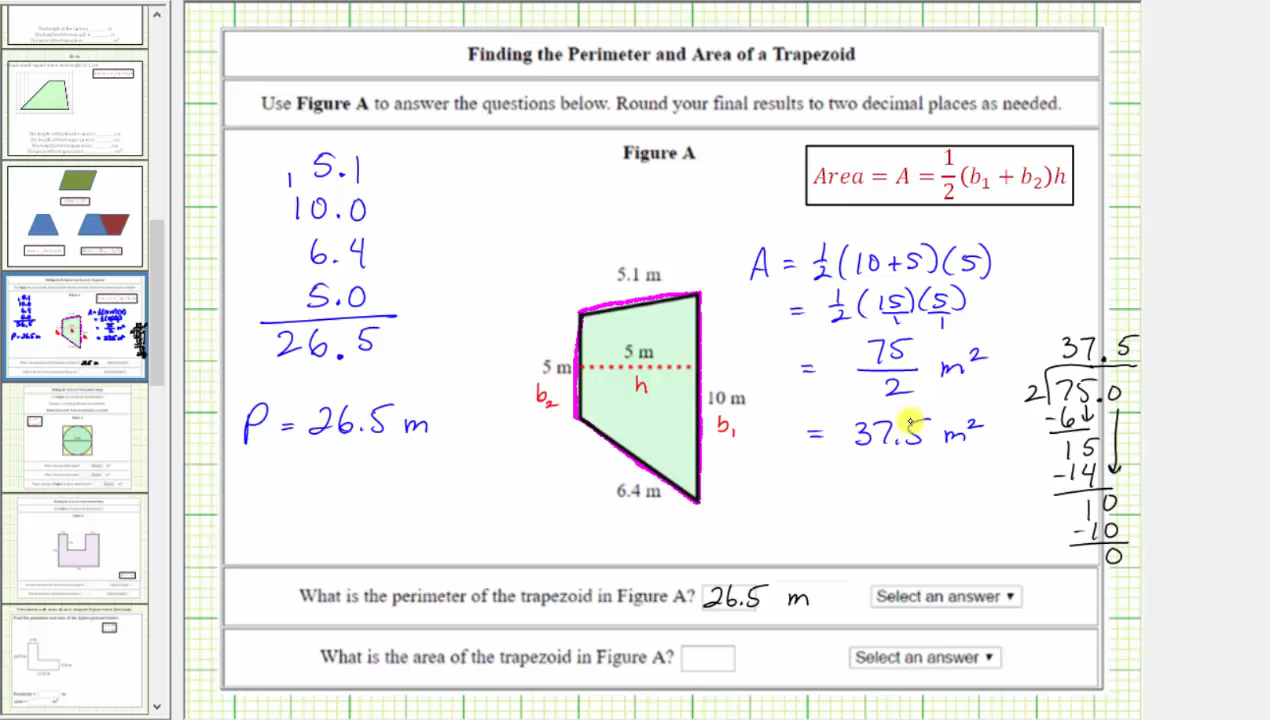 Finding the Perimeter and Area of a Trapezoid
Use Figure A to answer the questions below. Round your final results to two decimal places as needed.
Figure A
Area = A = 1/2 (b₁ + b₂)h
1
5.1
10.0
6.4
5.0
26.5
P = 26.5 m
5.1 m
5 m
5 m
h
b₂
10 m
b₁
6.4 m
A = 1/2 (10+5)(5)
= 1/2 (15/1)(5/1)
= 75/2 m²
= 37.5 m²
37.5
2 75.0
-6
15
-14
10
-10
0
What is the perimeter of the trapezoid in Figure A? 26.5 m Select an answer
What is the area of the trapezoid in Figure A? Select an answer